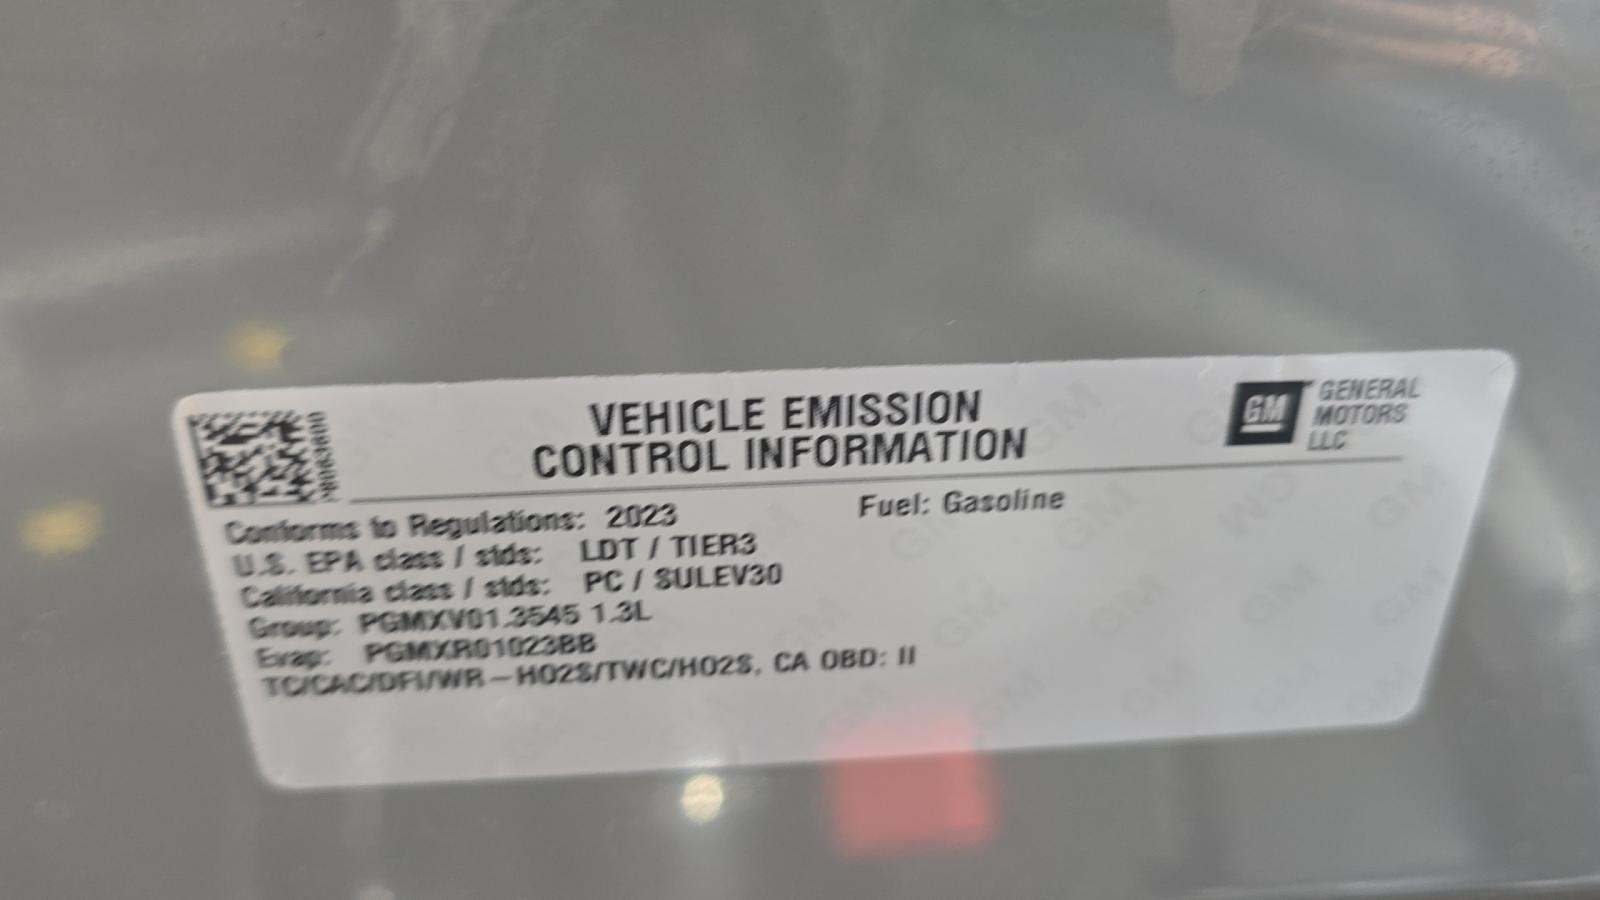 VEHICLE EMISSION
CONTROL INFORMATION
GM GENERAL
MOTORS
LLC
Conforms to Regulations: 2023 Fuel: Gasoline
U.S. EPA class / stds: LDT / TIER3
California class / stds: PC / SULEV30
Group: PGMXV01.3545 1.3L
Evap: PGMXR01023BB
TC/CAC/DFI/WR-HO2S/TWC/HO2S, CA OBD: II